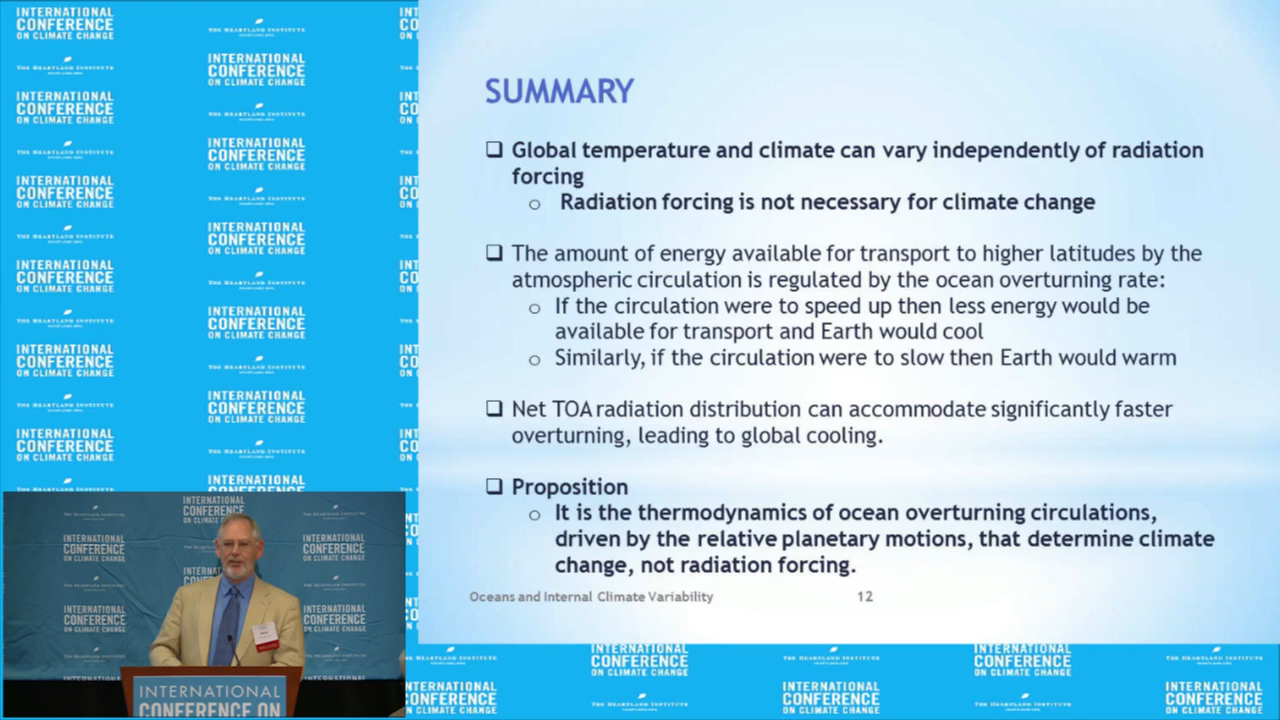 SUMMARY
❑ Global temperature and climate can vary independently of radiation
forcing
o Radiation forcing is not necessary for climate change
❑ The amount of energy available for transport to higher latitudes by the
atmospheric circulation is regulated by the ocean overturning rate:
o If the circulation were to speed up then less energy would be
available for transport and Earth would cool
o Similarly, if the circulation were to slow then Earth would warm
❑ Net TOA radiation distribution can accommodate significantly faster
overturning, leading to global cooling.
❑ Proposition
o It is the thermodynamics of ocean overturning circulations,
driven by the relative planetary motions, that determine climate
change, not radiation forcing.
Oceans and Internal Climate Variability 12
INTERNATIONAL
CONFERENCE
ON CLIMATE CHANGE
THE HEARTLAND INSTITUTE
INTERNATIONAL
CONFERENCE ON